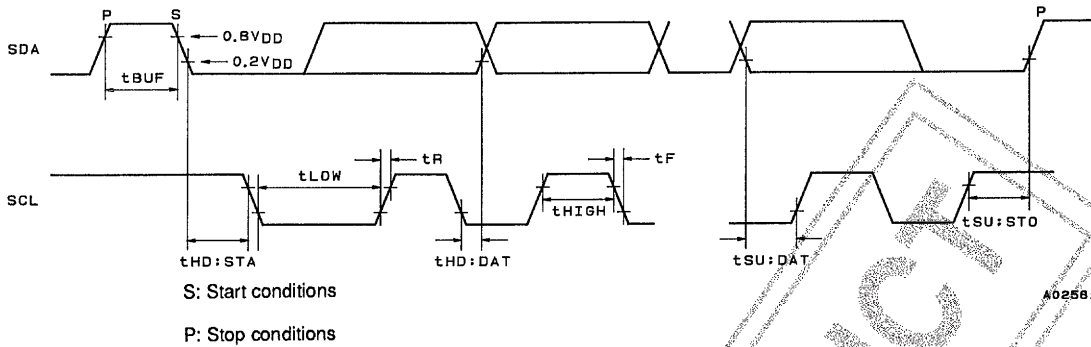 P S P
SDA
0.8VDD
0.2VDD
tBUF
tR tF
tLOW
SCL
tHIGH
tSU:STO
tHD:STA tHD:DAT tSU:DAT
S: Start conditions
P: Stop conditions